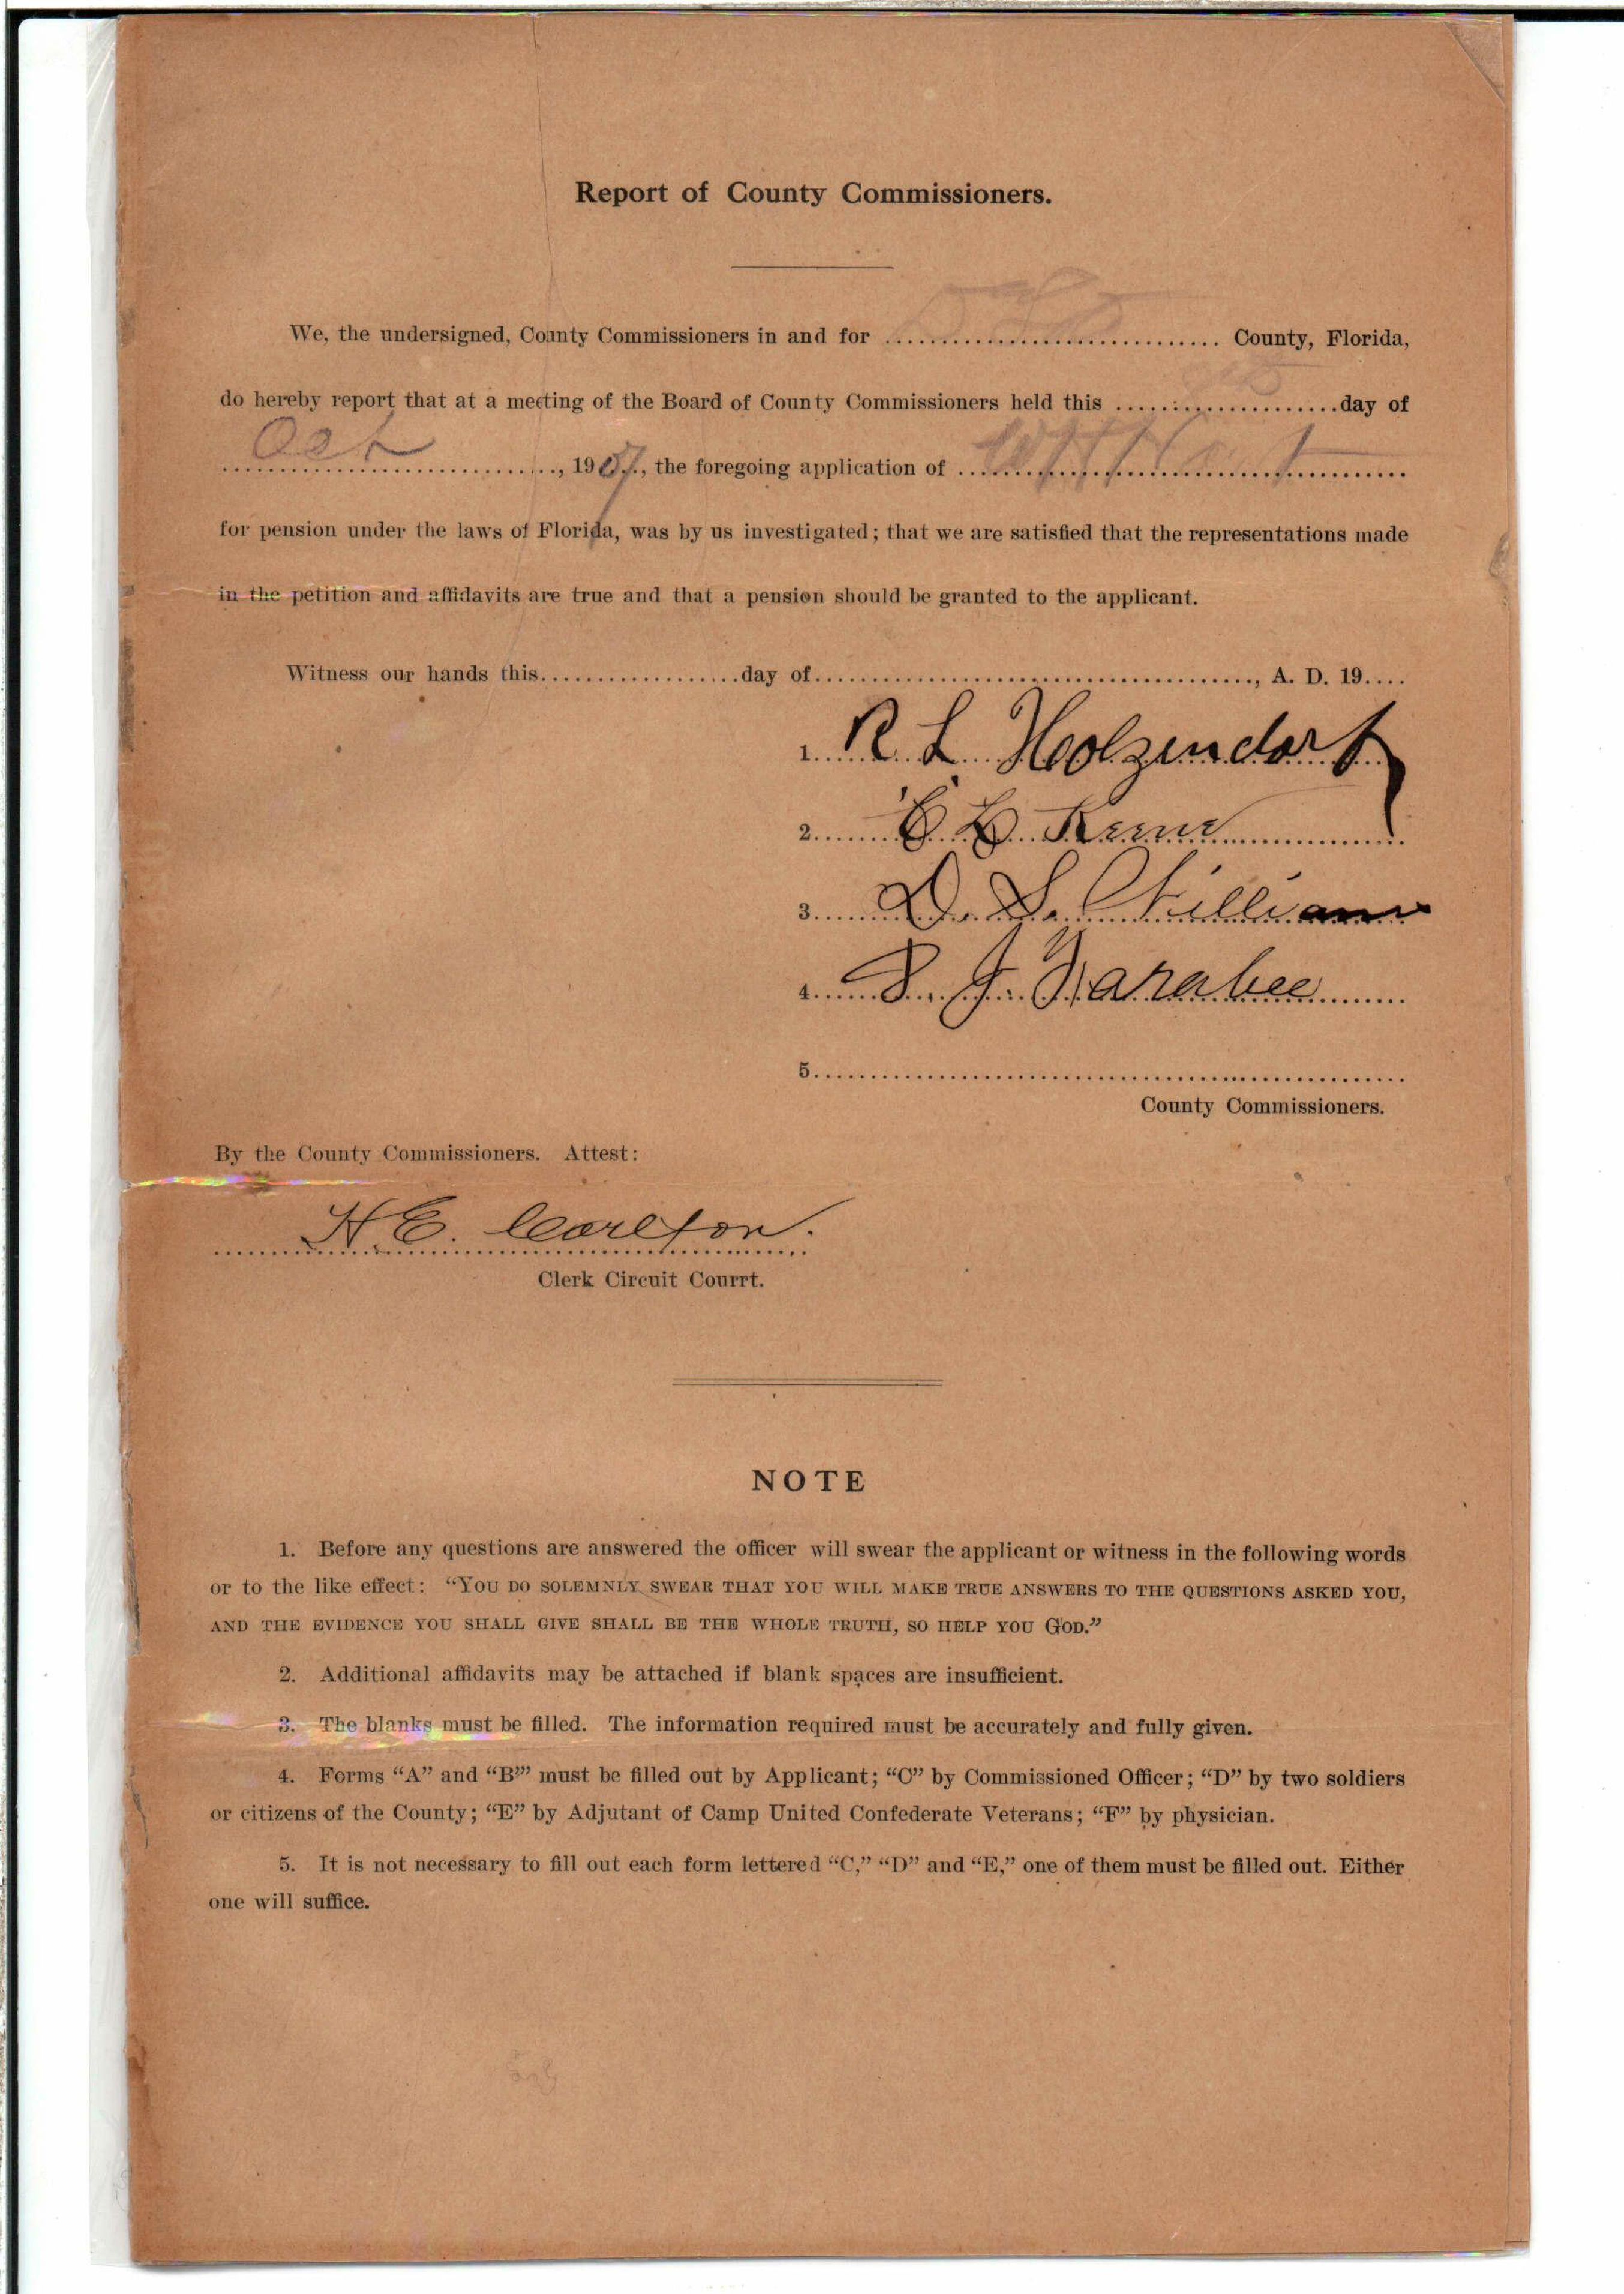 Report of County Commissioners.
We, the undersigned, County Commissioners in and for .............................. County, Florida,
do hereby report that at a meeting of the Board of County Commissioners held this ....................day of
Oct, 1907., the foregoing application of
for pension under the laws of Florida, was by us investigated; that we are satisfied that the representations made
in the petition and affidavits are true and that a pension should be granted to the applicant.
Witness our hands this..................day of......................................, A. D. 19....
1. R. L. Holzendorf
2.
3. D. S. Williams
4. Barabee
5.
County Commissioners.
By the County Commissioners. Attest:
H E. Carlton.
Clerk Circuit Courrt.
NOTE
1. Before any questions are answered the officer will swear the applicant or witness in the following words
or to the like effect: “YOU DO SOLEMNLY SWEAR THAT YOU WILL MAKE TRUE ANSWERS TO THE QUESTIONS ASKED YOU,
AND THE EVIDENCE YOU SHALL GIVE SHALL BE THE WHOLE TRUTH, SO HELP YOU GOD.”
2. Additional affidavits may be attached if blank spaces are insufficient.
3. The blanks must be filled. The information required must be accurately and fully given.
4. Forms “A” and “B” must be filled out by Applicant; “C” by Commissioned Officer; “D” by two soldiers
or citizens of the County; “E” by Adjutant of Camp United Confederate Veterans; “F” by physician.
5. It is not necessary to fill out each form lettered “C,” “D” and “E,” one of them must be filled out. Either
one will suffice.